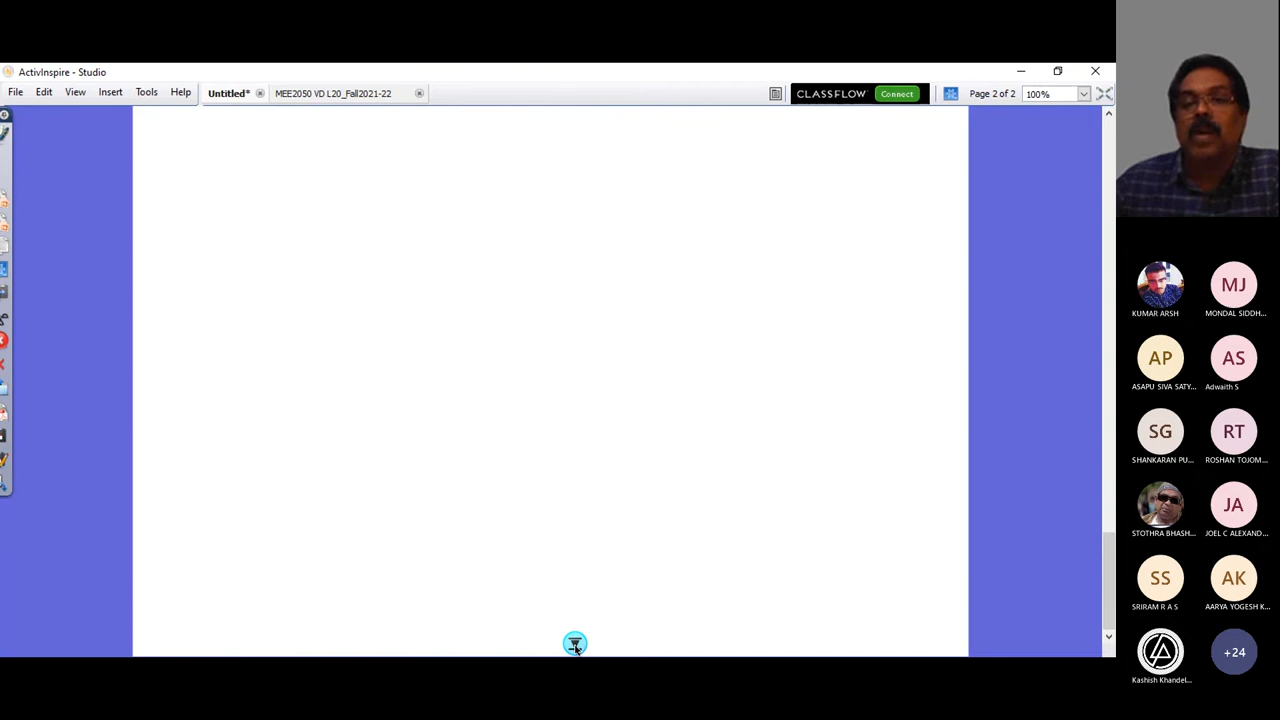 ActivInspire - Studio
File Edit View Insert Tools Help
Untitled* MEE2050 VD L20_Fall2021-22
CLASSFLOW Connect
Page 2 of 2 100%
KUMAR ARSH
MJ
MONDAL SIDDH...
AP
ASAPU SIVA SATY...
AS
Adwaith S
SG
SHANKARAN PU...
RT
ROSHAN TOJOM...
STOTHRA BHASH...
JA
JOEL C ALEXAND...
SS
SRIRAM R A S
AK
AARYA YOGESH K...
Kashish Khandel...
+24